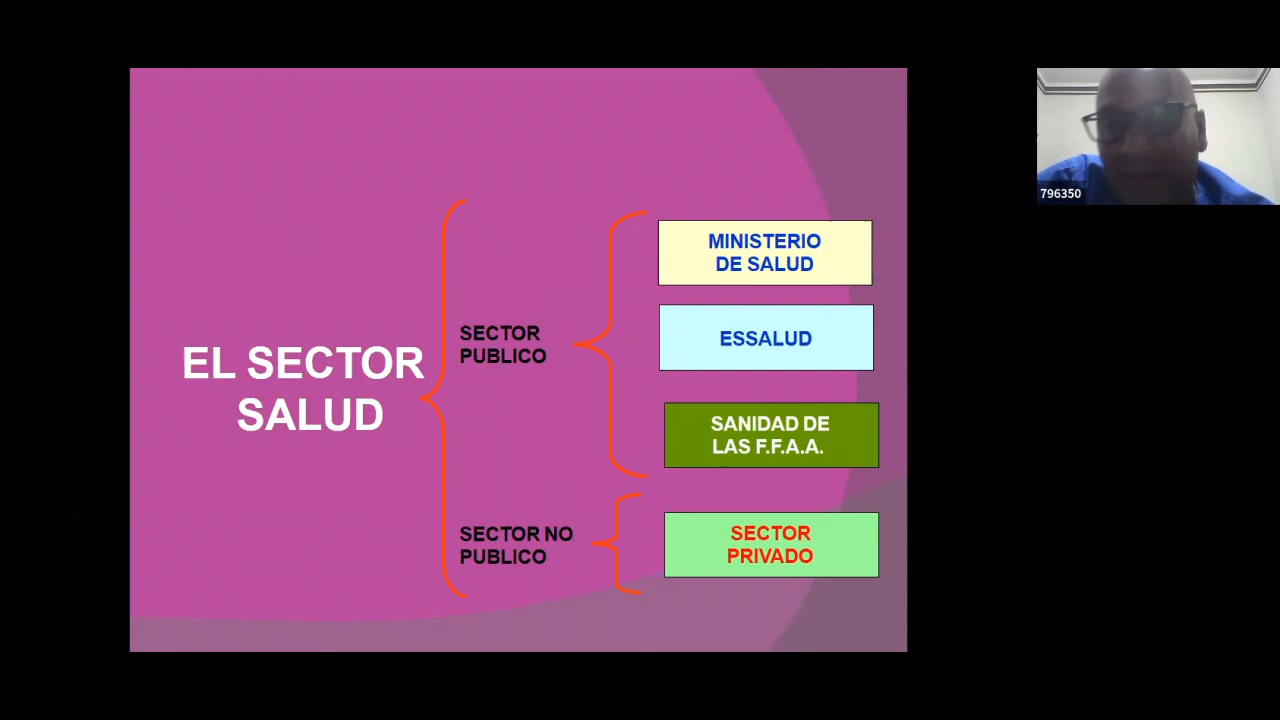 EL SECTOR
SALUD
SECTOR
PUBLICO
MINISTERIO
DE SALUD
ESSALUD
SANIDAD DE
LAS F.F.A.A.
SECTOR NO
PUBLICO
SECTOR
PRIVADO
796350